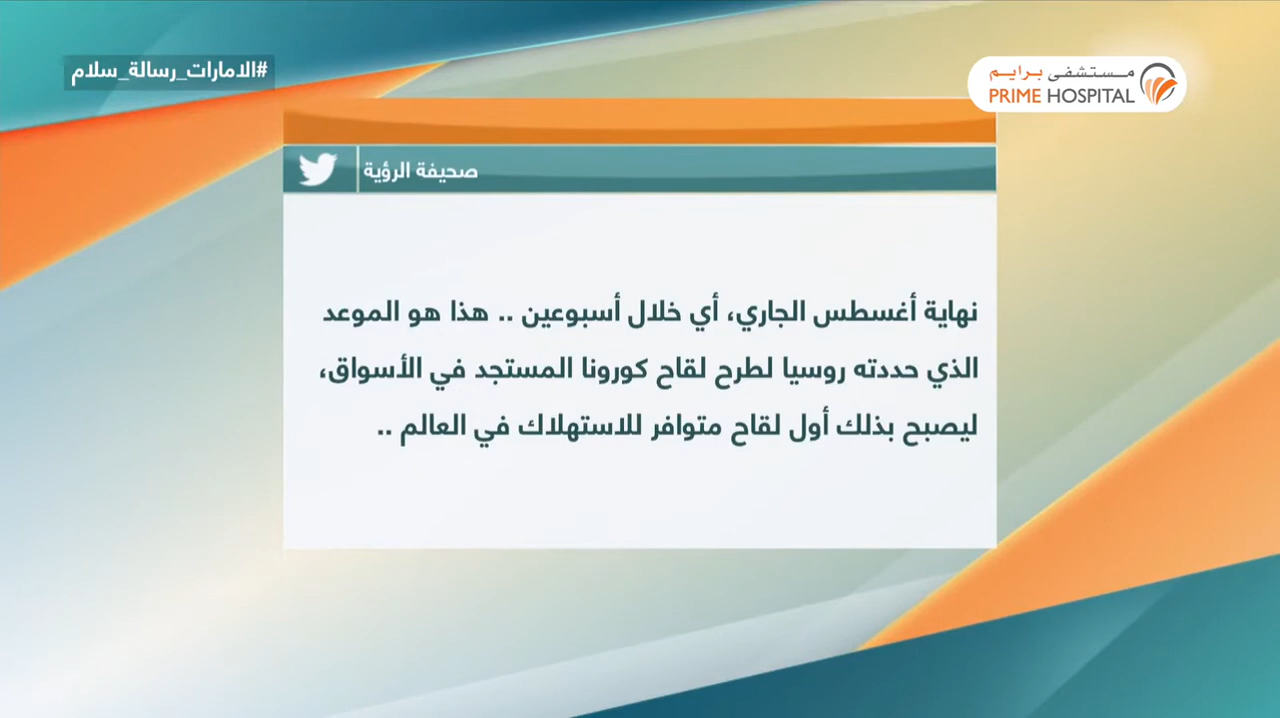 #الامارات_رسالة_سلام
مستشفى برايم
PRIME HOSPITAL
صحيفة الرؤية
نهاية أغسطس الجاري، أي خلال أسبوعين .. هذا هو الموعد
الذي حددته روسيا لطرح لقاح كورونا المستجد في الأسواق،
ليصبح بذلك أول لقاح متوافر للاستهلاك في العالم ..